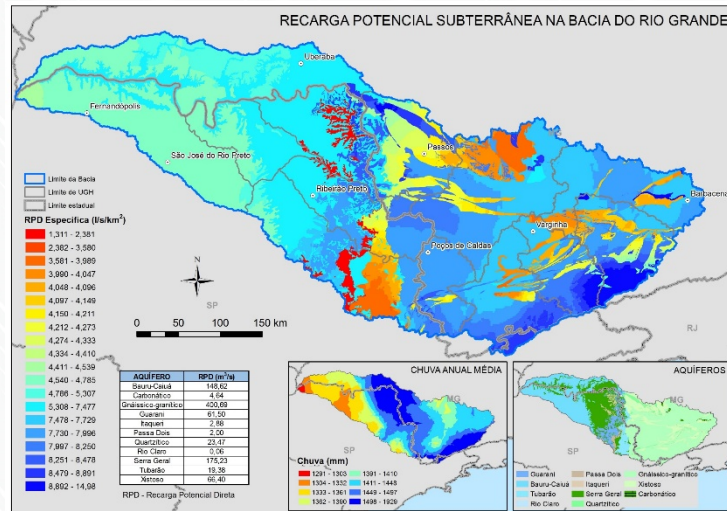 RECARGA POTENCIAL SUBTERRÂNEA NA BACIA DO RIO GRANDE
Uberaba
Fernandópolis
Passos
São José do Rio Preto
Ribeirão Preto
Barbacena
Varginha
Poços de Caldas
Limite da Bacia
Limite de UGH
Limite estadual
RPD Específica (l/s/km²)
1,311 - 2,381
2,382 - 3,580
3,581 - 3,989
3,990 - 4,047
4,048 - 4,096
4,097 - 4,149
4,150 - 4,211
4,212 - 4,273
4,274 - 4,333
4,334 - 4,410
4,411 - 4,539
4,540 - 4,785
4,786 - 5,307
5,308 - 7,477
7,478 - 7,729
7,730 - 7,996
7,997 - 8,250
8,251 - 8,478
8,479 - 8,891
8,892 - 14,98
N
SP
RJ
0 25 50 100 150 km
AQUÍFERO RPD (m³/s)
Bauru-Caiuá 148,62
Carbonático 4,64
Gnáissico-granítico 400,69
Guarani 61,50
Itaqueri 2,88
Passa Dois 2,00
Quartzítico 23,47
Rio Claro 0,06
Serra Geral 175,23
Tubarão 19,38
Xistoso 66,40
RPD - Recarga Potencial Direta
CHUVA ANUAL MÉDIA
MG
SP
Chuva (mm)
1291 - 1303
1304 - 1332
1333 - 1361
1362 - 1390
1391 - 1410
1411 - 1448
1449 - 1497
1498 - 1929
AQUÍFEROS
MG
SP
Guarani
Bauru-Caiuá
Tubarão
Rio Claro
Passa Dois
Itaqueri
Serra Geral
Quartzítico
Gnáissico-granítico
Xistoso
Carbonático